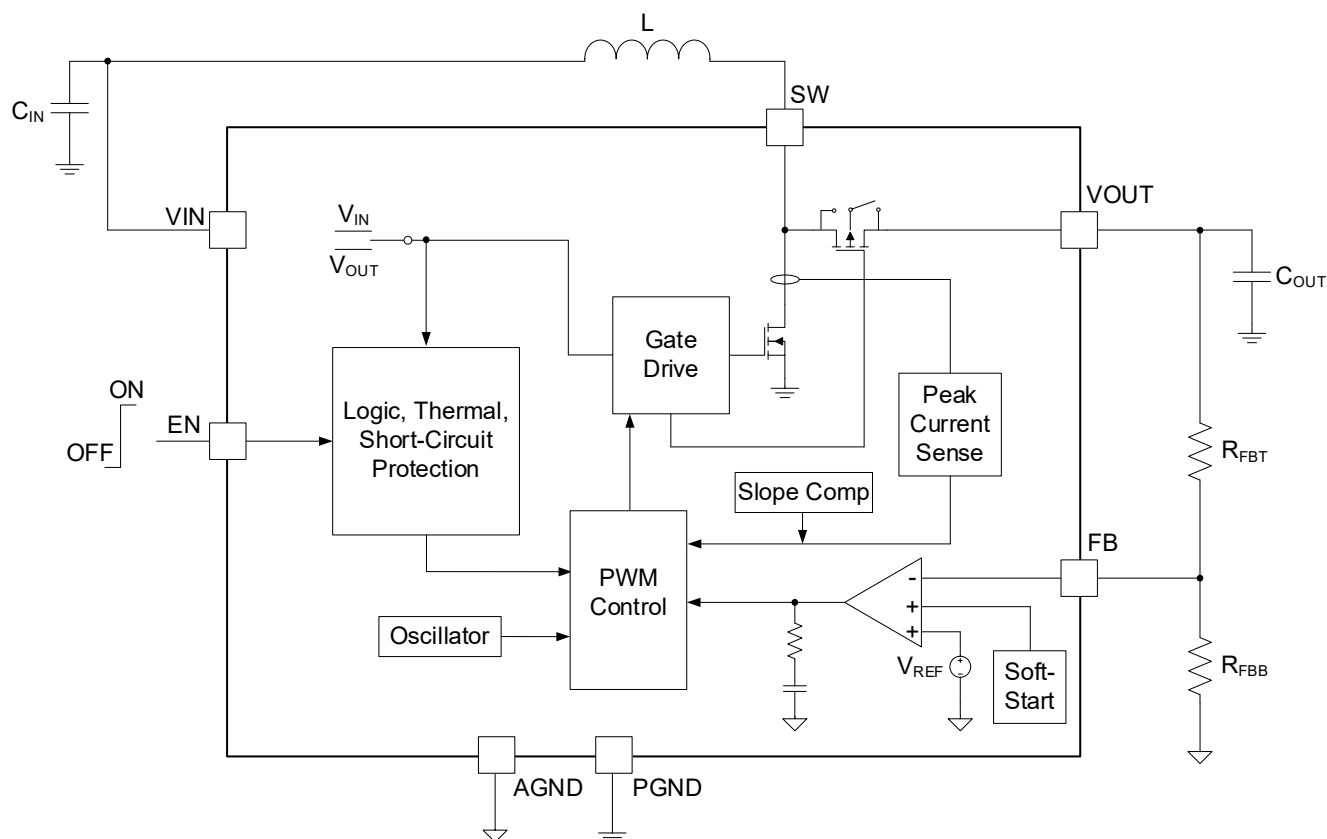 L
C_IN
SW
VIN
VOUT
V_IN
V_OUT
C_OUT
Gate
Drive
ON
OFF
EN
Logic, Thermal,
Short-Circuit
Protection
Peak
Current
Sense
R_FBT
Slope Comp
FB
PWM
Control
Oscillator
-
+
+
V_REF
+
-
Soft-
Start
R_FBB
AGND
PGND